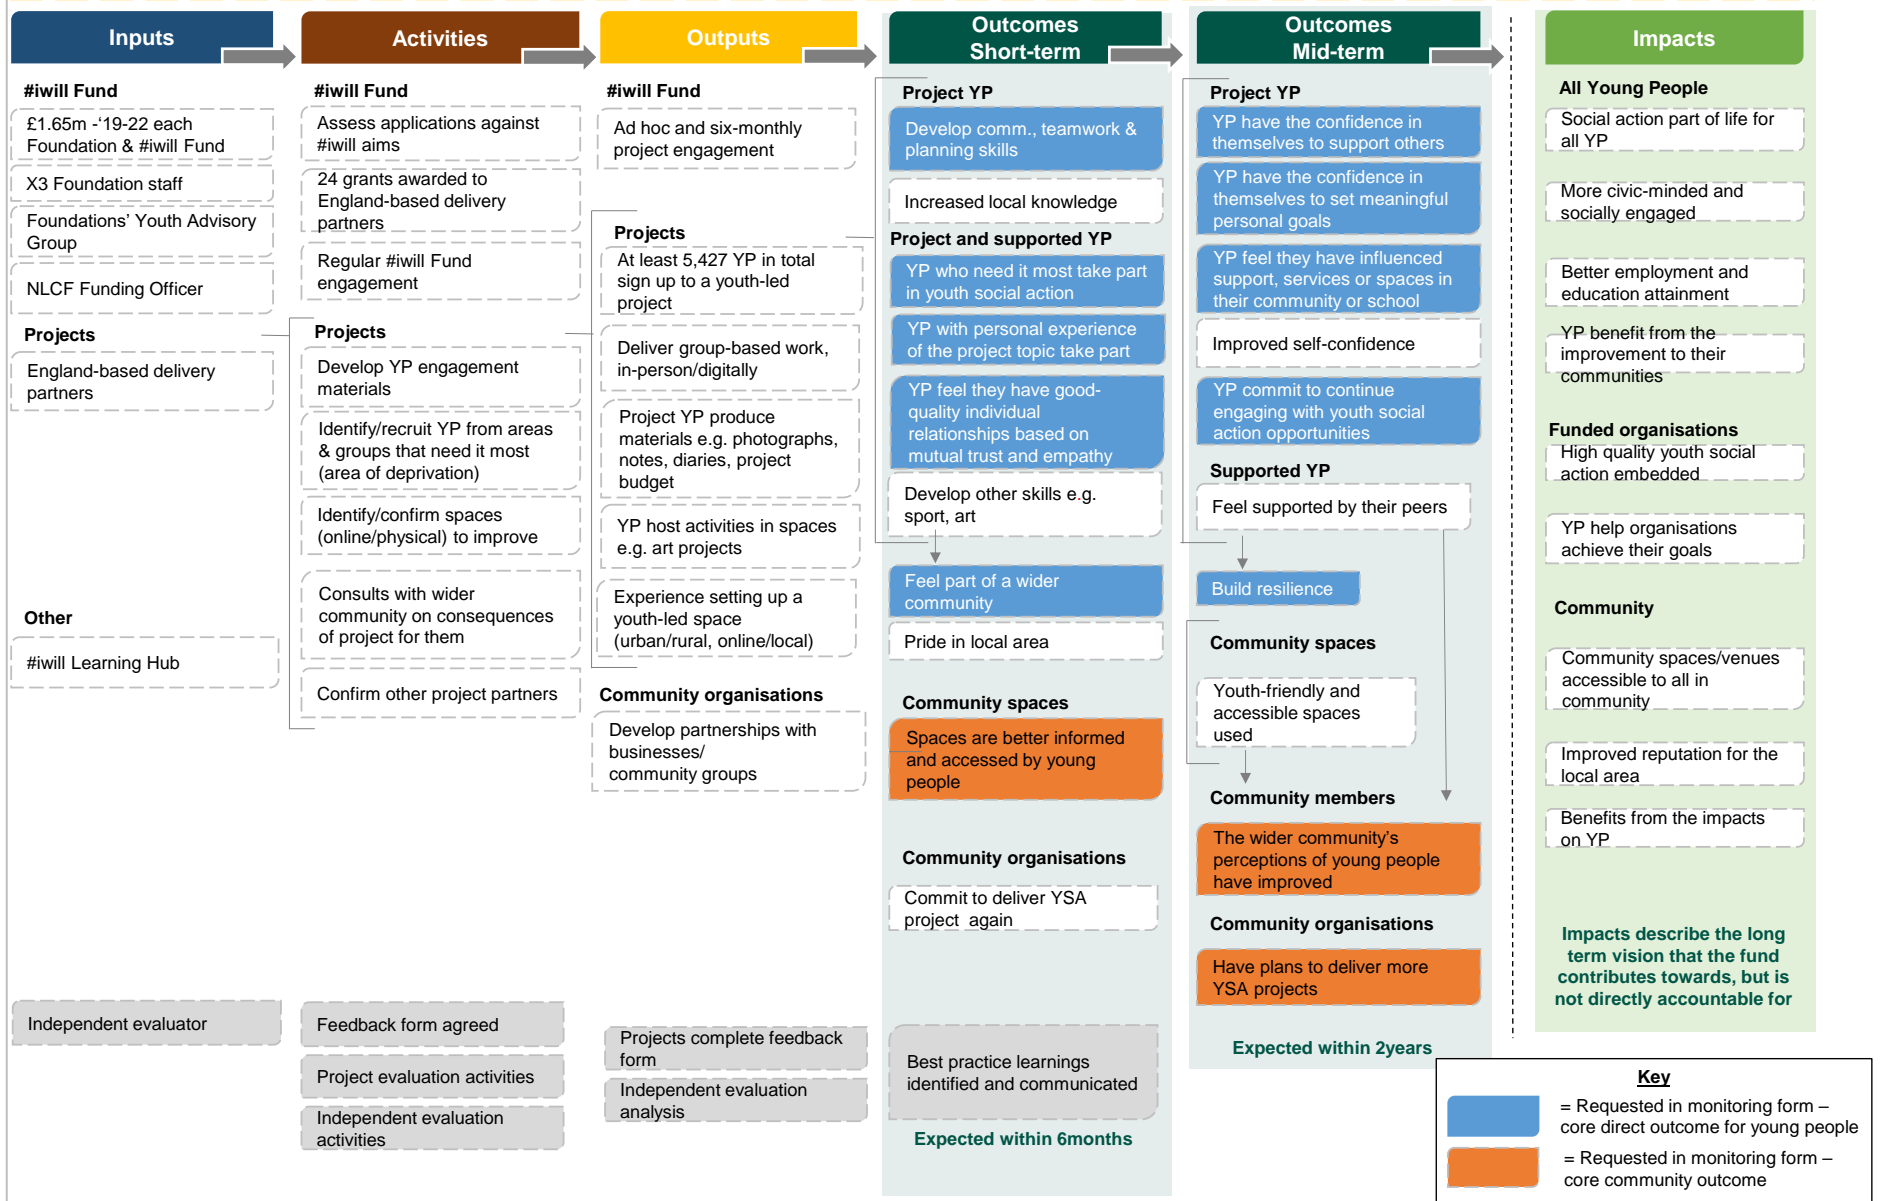 Inputs
#iwill Fund
£1.65m -‘19-22 each
Foundation & #iwill Fund
X3 Foundation staff
Foundations’ Youth Advisory
Group
NLCF Funding Officer
Projects
England-based delivery
partners
Other
#iwill Learning Hub
Independent evaluator
Activities
#iwill Fund
Assess applications against
#iwill aims
24 grants awarded to
England-based delivery
partners
Regular #iwill Fund
engagement
Projects
Develop YP engagement
materials
Identify/recruit YP from areas
& groups that need it most
(area of deprivation)
Identify/confirm spaces
(online/physical) to improve
Consults with wider
community on consequences
of project for them
Confirm other project partners
Feedback form agreed
Project evaluation activities
Independent evaluation
activities
Outputs
#iwill Fund
Ad hoc and six-monthly
project engagement
Projects
At least 5,427 YP in total
sign up to a youth-led
project
Deliver group-based work,
in-person/digitally
Project YP produce
materials e.g. photographs,
notes, diaries, project
budget
YP host activities in spaces
e.g. art projects
Experience setting up a
youth-led space
(urban/rural, online/local)
Community organisations
Develop partnerships with
businesses/
community groups
Projects complete feedback
form
Independent evaluation
analysis
Outcomes
Short-term
Project YP
Develop comm., teamwork &
planning skills
Increased local knowledge
Project and supported YP
YP who need it most take part
in youth social action
YP with personal experience
of the project topic take part
YP feel they have good-
quality individual
relationships based on
mutual trust and empathy
Develop other skills e.g.
sport, art
Feel part of a wider
community
Pride in local area
Community spaces
Spaces are better informed
and accessed by young
people
Community organisations
Commit to deliver YSA
project again
Best practice learnings
identified and communicated
Expected within 6months
Outcomes
Mid-term
Project YP
YP have the confidence in
themselves to support others
YP have the confidence in
themselves to set meaningful
personal goals
YP feel they have influenced
support, services or spaces in
their community or school
Improved self-confidence
YP commit to continue
engaging with youth social
action opportunities
Supported YP
Feel supported by their peers
Build resilience
Community spaces
Youth-friendly and
accessible spaces
used
Community members
The wider community’s
perceptions of young people
have improved
Community organisations
Have plans to deliver more
YSA projects
Expected within 2years
Impacts
All Young People
Social action part of life for
all YP
More civic-minded and
socially engaged
Better employment and
education attainment
YP benefit from the
improvement to their
communities
Funded organisations
High quality youth social
action embedded
YP help organisations
achieve their goals
Community
Community spaces/venues
accessible to all in
community
Improved reputation for the
local area
Benefits from the impacts
on YP
Impacts describe the long
term vision that the fund
contributes towards, but is
not directly accountable for
Key
= Requested in monitoring form –
core direct outcome for young people
= Requested in monitoring form –
core community outcome